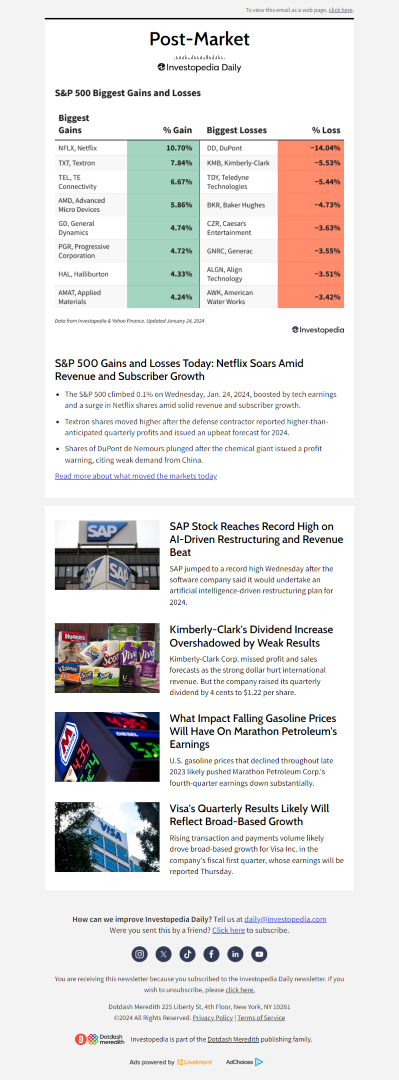 To view this email as a web page, click here.
Post-Market
Investopedia Daily
S&P 500 Biggest Gains and Losses
Biggest
Gains % Gain Biggest Losses % Loss
NFLX, Netflix 10.70% DD, DuPont −14.04%
TXT, Textron 7.84% KMB, Kimberly-Clark −5.53%
TEL, TE
Connectivity 6.67% TDY, Teledyne
Technologies −5.44%
AMD, Advanced
Micro Devices 5.86% BKR, Baker Hughes −4.73%
GD, General
Dynamics 4.74% CZR, Caesars
Entertainment −3.63%
PGR, Progressive
Corporation 4.72% GNRC, Generac −3.55%
HAL, Halliburton 4.33% ALGN, Align
Technology −3.51%
AMAT, Applied
Materials 4.24% AWK, American
Water Works −3.42%
Data from Investopedia & Yahoo Finance. Updated January 24, 2024
Investopedia
S&P 500 Gains and Losses Today: Netflix Soars Amid
Revenue and Subscriber Growth
• The S&P 500 climbed 0.1% on Wednesday, Jan. 24, 2024, boosted by tech earnings
and a surge in Netflix shares amid solid revenue and subscriber growth.
• Textron shares moved higher after the defense contractor reported higher-than-
anticipated quarterly profits and issued an upbeat forecast for 2024.
• Shares of DuPont de Nemours plunged after the chemical giant issued a profit
warning, citing weak demand from China.
Read more about what moved the markets today
SAP
SAP
SAP Stock Reaches Record High on
AI-Driven Restructuring and Revenue
Beat
SAP jumped to a record high Wednesday after the
software company said it would undertake an
artificial intelligence-driven restructuring plan for
2024.
HUGGIES
Scott
Viva
Viva
Kimberly-Clark's Dividend Increase
Overshadowed by Weak Results
Kimberly-Clark Corp. missed profit and sales
forecasts as the strong dollar hurt international
revenue. But the company raised its quarterly
dividend by 4 cents to $1.22 per share.
DIESEL
What Impact Falling Gasoline Prices
Will Have On Marathon Petroleum's
Earnings
U.S. gasoline prices that declined throughout late
2023 likely pushed Marathon Petroleum Corp.'s
fourth-quarter earnings down substantially.
VISA
Visa's Quarterly Results Likely Will
Reflect Broad-Based Growth
Rising transaction and payments volume likely
drove broad-based growth for Visa Inc. in the
company's fiscal first quarter, whose earnings will be
reported Thursday.
How can we improve Investopedia Daily? Tell us at daily@investopedia.com
Were you sent this by a friend? Click here to subscribe.
You are receiving this newsletter because you subscribed to the Investopedia Daily newsletter. If you
wish to unsubscribe, please click here.
Dotdash Meredith 225 Liberty St, 4th Floor, New York, NY 10281
©2024 All Rights Reserved. Privacy Policy | Terms of Service
Dotdash
meredith Investopedia is part of the Dotdash Meredith publishing family.
Ads powered by LiveIntent AdChoices